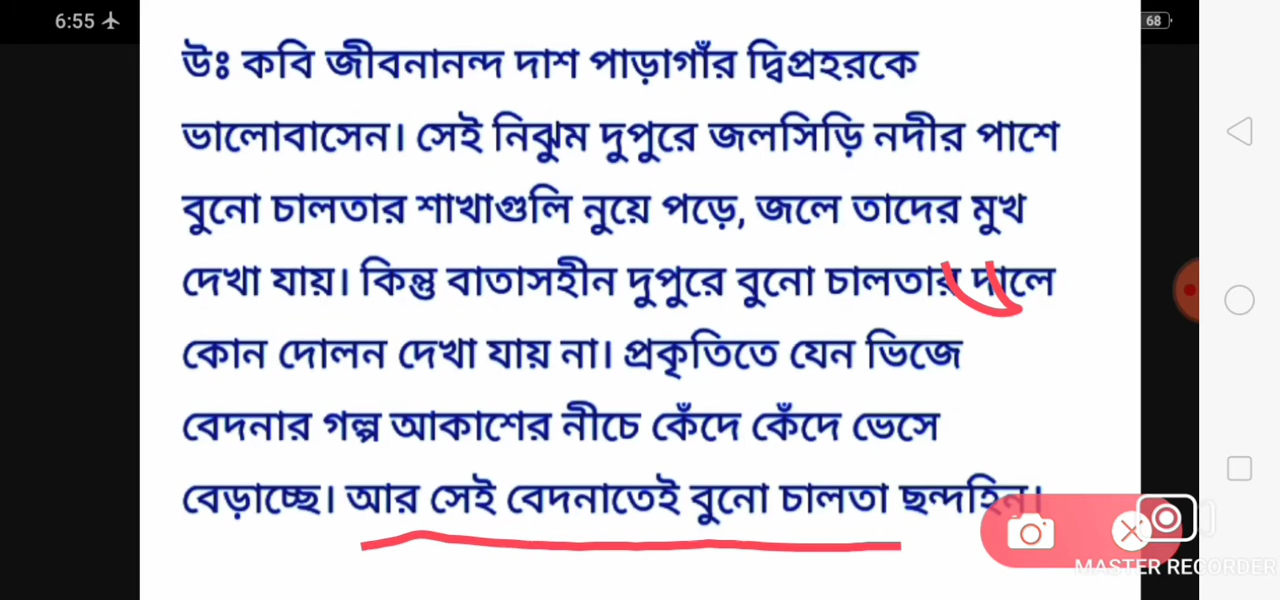 6:55
68
উঃ কবি জীবনানন্দ দাশ পাড়াগাঁর দ্বিপ্রহরকে
ভালোবাসেন। সেই নিঝুম দুপুরে জলসিড়ি নদীর পাশে
বুনো চালতার শাখাগুলি নুয়ে পড়ে, জলে তাদের মুখ
দেখা যায়। কিন্তু বাতাসহীন দুপুরে বুনো চালতার দালে
কোন দোলন দেখা যায় না। প্রকৃতিতে যেন ভিজে
বেদনার গল্প আকাশের নীচে কেঁদে কেঁদে ভেসে
বেড়াচ্ছে। আর সেই বেদনাতেই বুনো চালতা ছন্দহিন।
MASTER RECORDER